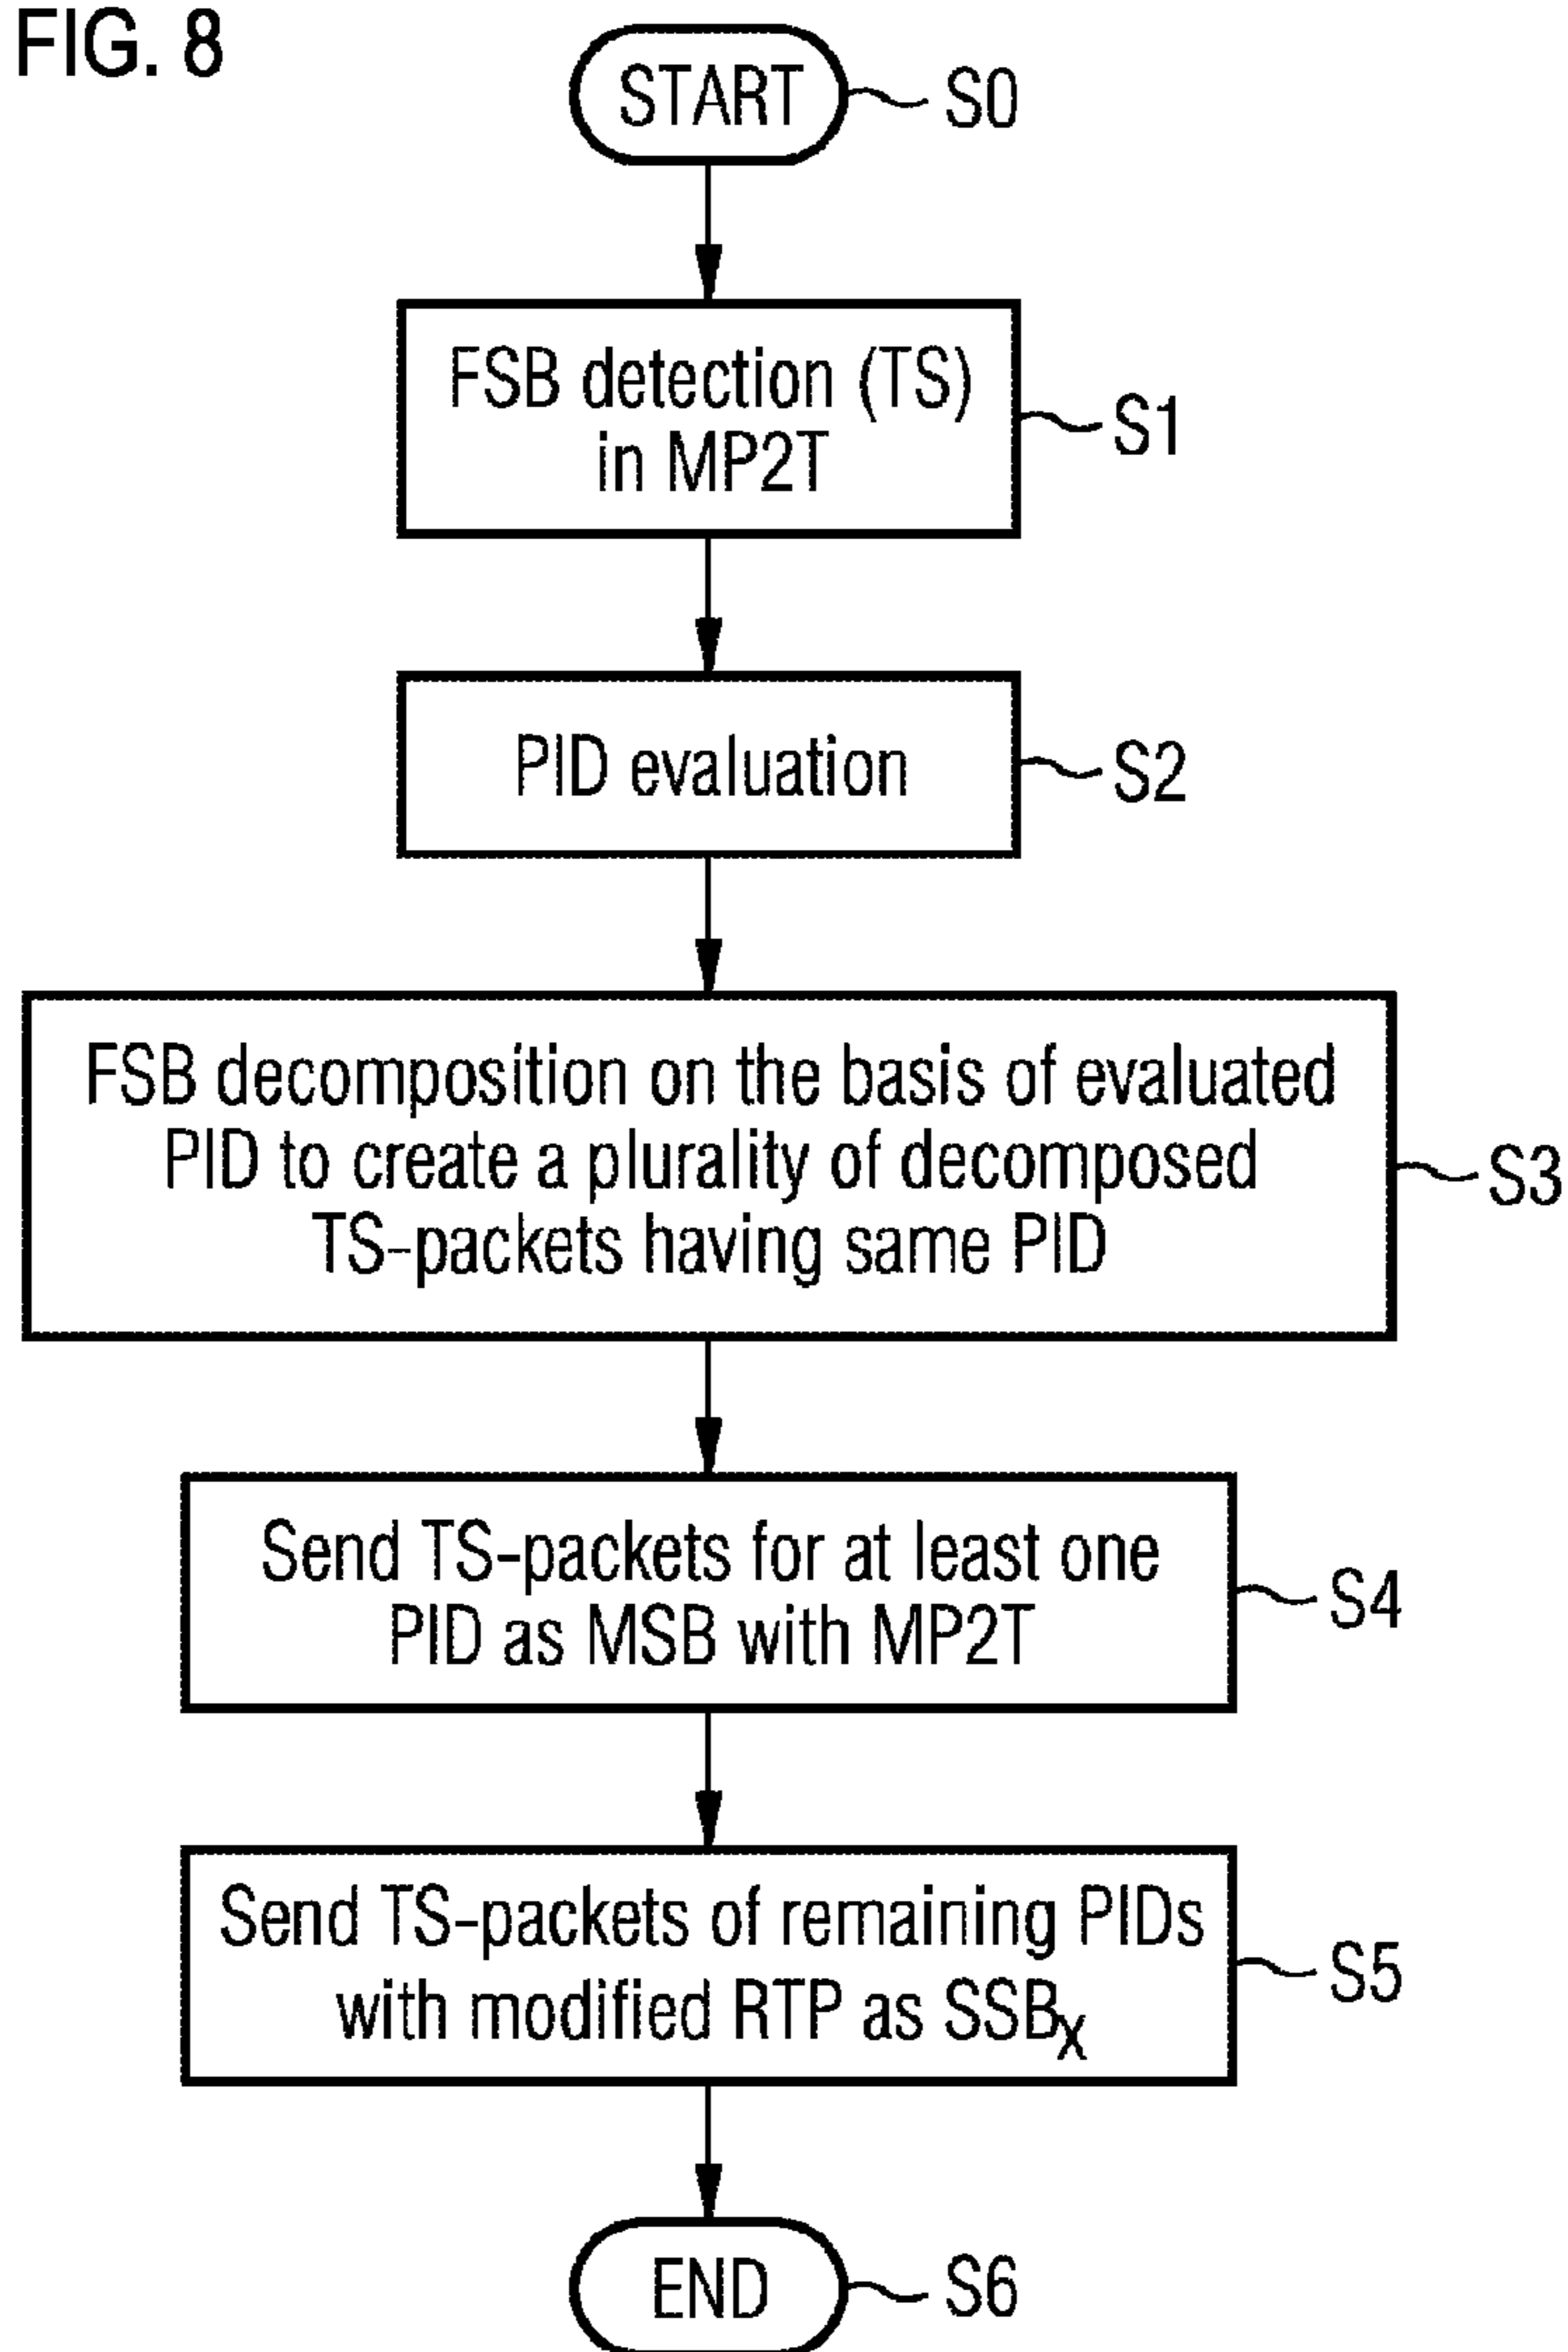 FIG. 8
START
S0
FSB detection (TS)
in MP2T
S1
PID evaluation
S2
FSB decomposition on the basis of evaluated
PID to create a plurality of decomposed
TS-packets having same PID
S3
Send TS-packets for at least one
PID as MSB with MP2T
S4
Send TS-packets of remaining PIDs
with modified RTP as SSBX
S5
END
S6